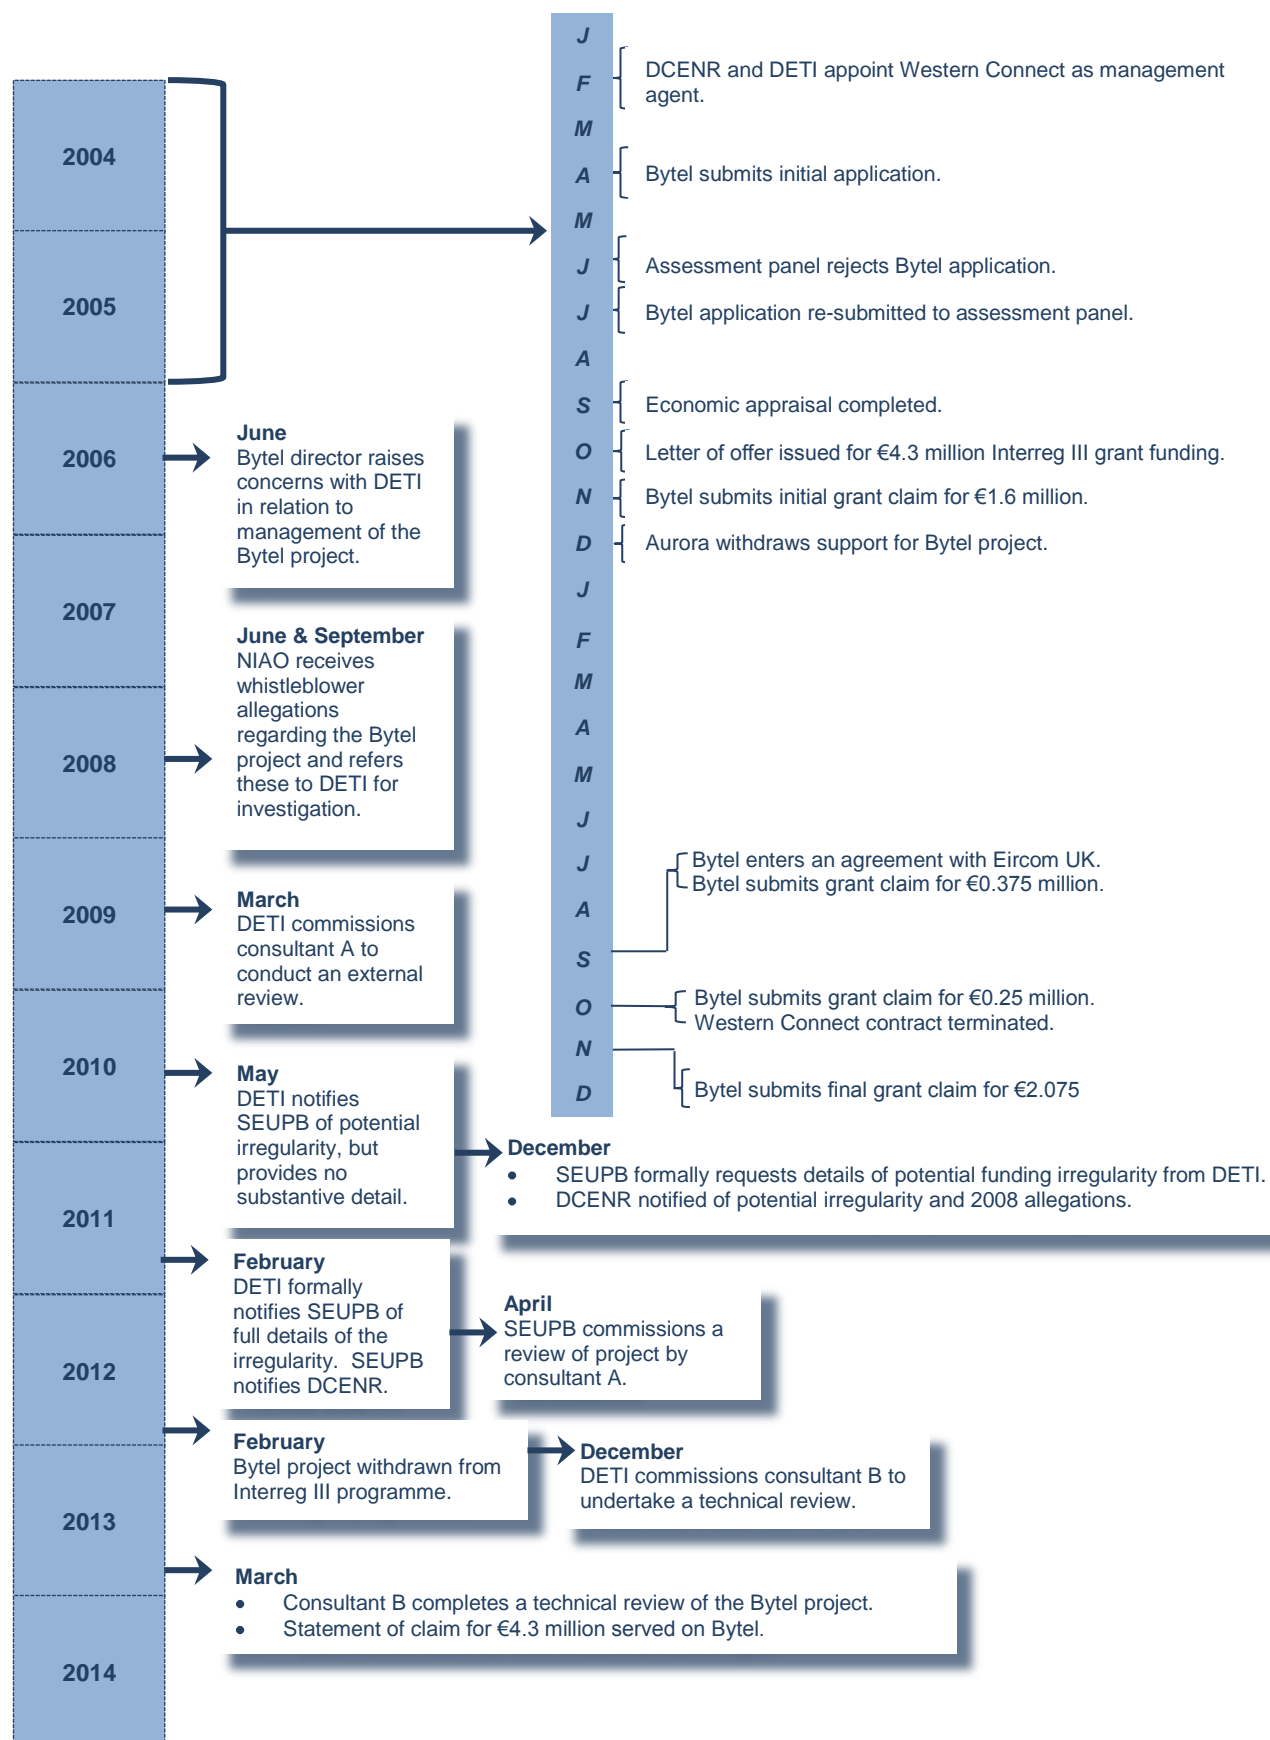 2004
2005
2006
2007
2008
2009
2010
2011
2012
2013
2014
J
F
M
A
M
J
J
A
S
O
N
D
J
F
M
A
M
J
J
A
S
O
N
D
DCENR and DETI appoint Western Connect as management
agent.
Bytel submits initial application.
Assessment panel rejects Bytel application.
Bytel application re-submitted to assessment panel.
Economic appraisal completed.
Letter of offer issued for €4.3 million Interreg III grant funding.
Bytel submits initial grant claim for €1.6 million.
Aurora withdraws support for Bytel project.
Bytel enters an agreement with Eircom UK.
Bytel submits grant claim for €0.375 million.
Bytel submits grant claim for €0.25 million.
Western Connect contract terminated.
Bytel submits final grant claim for €2.075
June
Bytel director raises
concerns with DETI
in relation to
management of the
Bytel project.
June & September
NIAO receives
whistleblower
allegations
regarding the Bytel
project and refers
these to DETI for
investigation.
March
DETI commissions
consultant A to
conduct an external
review.
May
DETI notifies
SEUPB of potential
irregularity, but
provides no
substantive detail.
December
• SEUPB formally requests details of potential funding irregularity from DETI.
• DCENR notified of potential irregularity and 2008 allegations.
February
DETI formally
notifies SEUPB of
full details of the
irregularity. SEUPB
notifies DCENR.
April
SEUPB commissions a
review of project by
consultant A.
February
Bytel project withdrawn from
Interreg III programme.
December
DETI commissions consultant B to
undertake a technical review.
March
• Consultant B completes a technical review of the Bytel project.
• Statement of claim for €4.3 million served on Bytel.